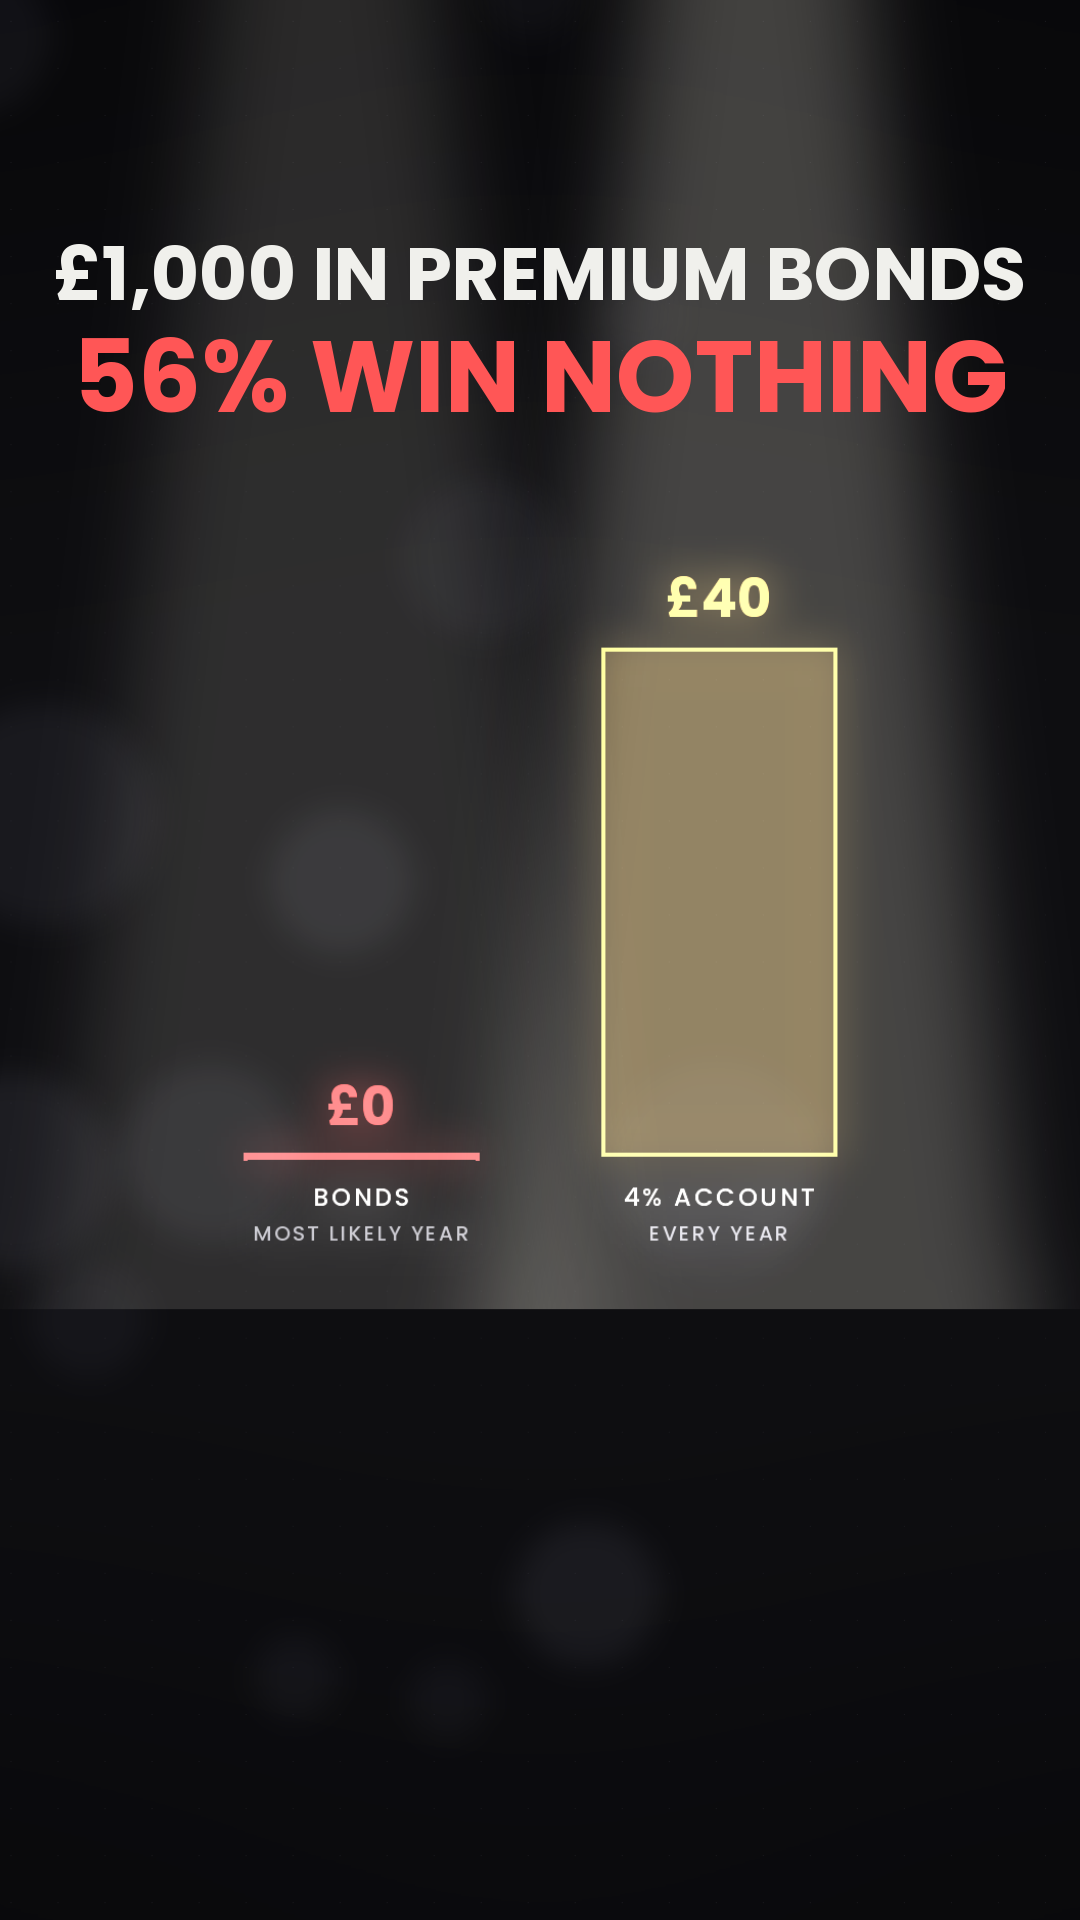 £1,000 IN PREMIUM BONDS
56% WIN NOTHING
£40
£0
BONDS
MOST LIKELY YEAR
4% ACCOUNT
EVERY YEAR